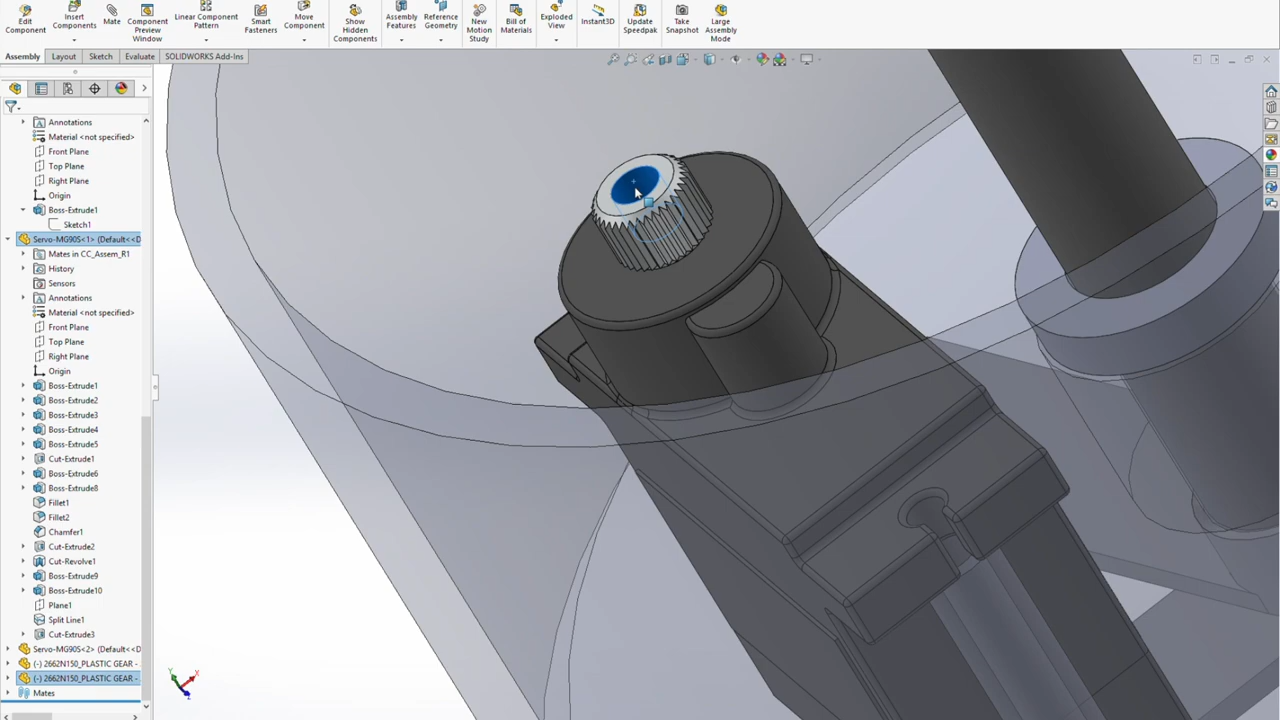 Edit Component
Insert Components
Mate
Component Preview Window
Linear Component Pattern
Smart Fasteners
Move Component
Show Hidden Components
Assembly Features
Reference Geometry
New Motion Study
Bill of Materials
Exploded View
Instant3D
Update Speedpak
Take Snapshot
Large Assembly Mode
Assembly
Layout
Sketch
Evaluate
SOLIDWORKS Add-Ins
Annotations
Material <not specified>
Front Plane
Top Plane
Right Plane
Origin
Boss-Extrude1
Sketch1
Servo-MG90S<1> (Default<<D
Mates in CC_Assem_R1
History
Sensors
Annotations
Material <not specified>
Front Plane
Top Plane
Right Plane
Origin
Boss-Extrude1
Boss-Extrude2
Boss-Extrude3
Boss-Extrude4
Boss-Extrude5
Cut-Extrude1
Boss-Extrude6
Boss-Extrude8
Fillet1
Fillet2
Chamfer1
Cut-Extrude2
Cut-Revolve1
Boss-Extrude9
Boss-Extrude10
Plane1
Split Line1
Cut-Extrude3
Servo-MG90S<2> (Default<<D
(-) 2662N150_PLASTIC GEAR -
(-) 2662N150_PLASTIC GEAR -
Mates